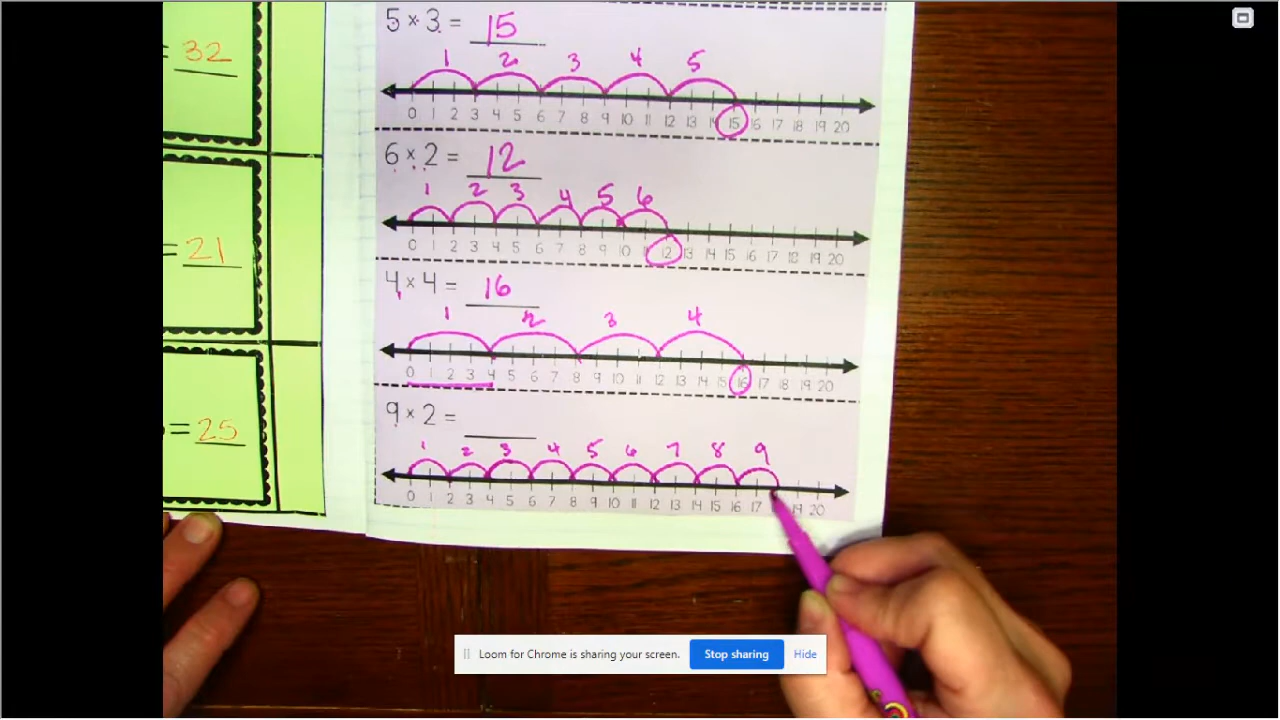 = 32
= 21
= 25
5 × 3 = 15
1 2 3 4 5
0 1 2 3 4 5 6 7 8 9 10 11 12 13 14 15 16 17 18 19 20
6 × 2 = 12
1 2 3 4 5 6
0 1 2 3 4 5 6 7 8 9 10 11 12 13 14 15 16 17 18 19 20
4 × 4 = 16
1 2 3 4
0 1 2 3 4 5 6 7 8 9 10 11 12 13 14 15 16 17 18 19 20
9 × 2 =
1 2 3 4 5 6 7 8 9
0 1 2 3 4 5 6 7 8 9 10 11 12 13 14 15 16 17 19 20
Loom for Chrome is sharing your screen. Stop sharing Hide